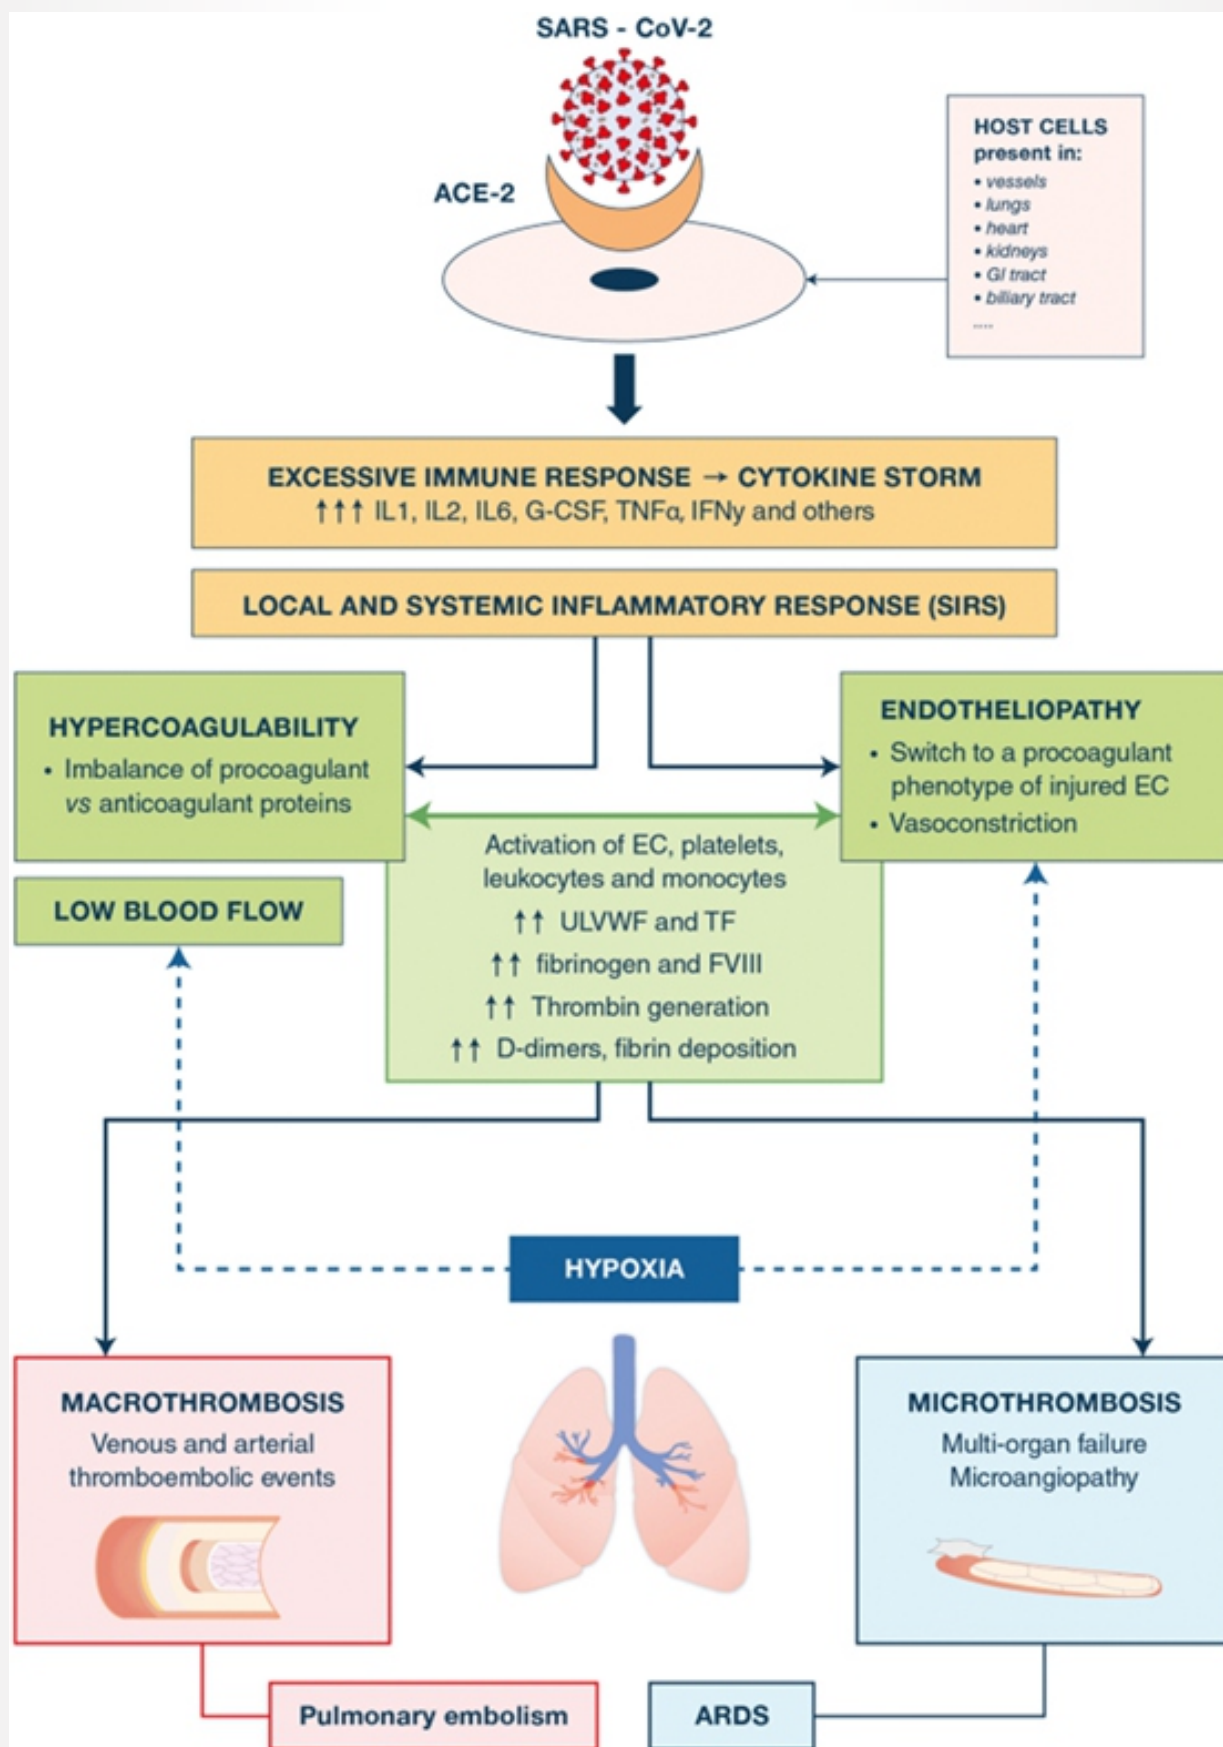 SARS - CoV-2
ACE-2
HOST CELLS
present in:
• vessels
• lungs
• heart
• kidneys
• GI tract
• biliary tract
....
EXCESSIVE IMMUNE RESPONSE → CYTOKINE STORM
↑↑↑ IL1, IL2, IL6, G-CSF, TNFα, IFNy and others
LOCAL AND SYSTEMIC INFLAMMATORY RESPONSE (SIRS)
HYPERCOAGULABILITY
• Imbalance of procoagulant
vs anticoagulant proteins
ENDOTHELIOPATHY
• Switch to a procoagulant
phenotype of injured EC
• Vasoconstriction
LOW BLOOD FLOW
Activation of EC, platelets,
leukocytes and monocytes
↑↑ ULVWF and TF
↑↑ fibrinogen and FVIII
↑↑ Thrombin generation
↑↑ D-dimers, fibrin deposition
HYPOXIA
MACROTHROMBOSIS
Venous and arterial
thromboembolic events
MICROTHROMBOSIS
Multi-organ failure
Microangiopathy
Pulmonary embolism
ARDS